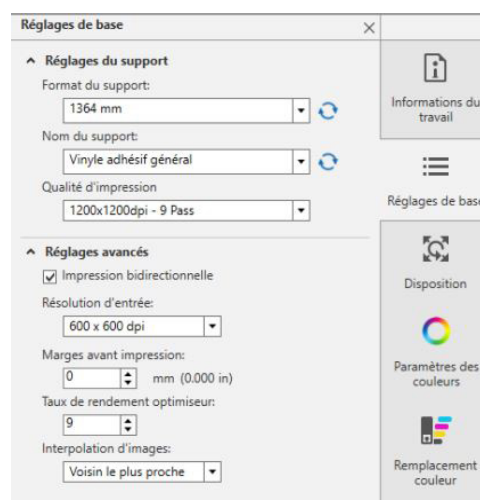 Réglages de base
Réglages du support
Format du support:
1364 mm
Nom du support:
Vinyle adhésif général
Qualité d'impression
1200x1200dpi - 9 Pass
Réglages avancés
Impression bidirectionnelle
Résolution d'entrée:
600 x 600 dpi
Marges avant impression:
0 mm (0.000 in)
Taux de rendement optimiseur:
9
Interpolation d'images:
Voisin le plus proche
Informations du
travail
Réglages de base
Disposition
Paramètres des
couleurs
Remplacement
couleur